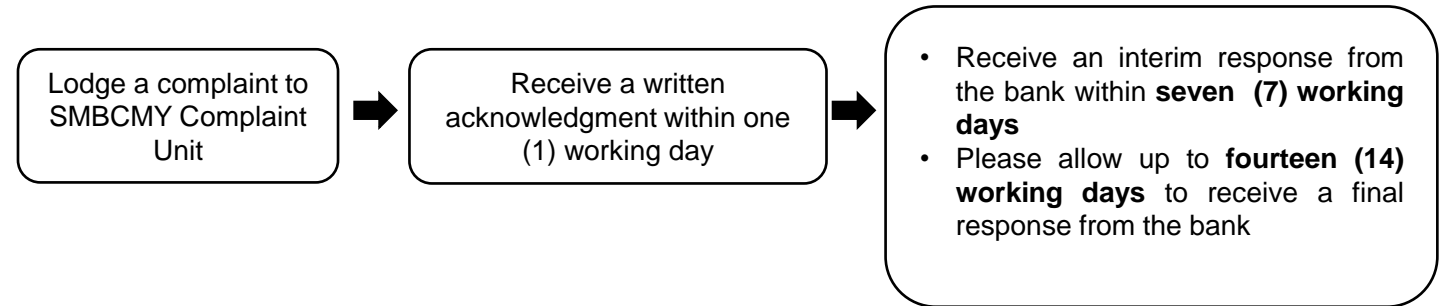 Lodge a complaint to
SMBCMY Complaint
Unit
Receive a written
acknowledgment within one
(1) working day
• Receive an interim response from
the bank within seven (7) working
days
• Please allow up to fourteen (14)
working days to receive a final
response from the bank